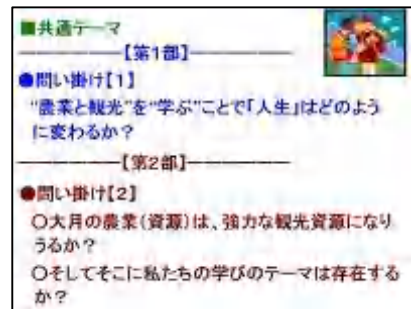 ■共通テーマ
――――――【第1部】――――――
●問い掛け【1】
“農業と観光”を“学ぶ”ことで「人生」はどのよう
に変わるか?
――――――【第2部】――――――
●問い掛け【2】
○大月の農業(資源)は、強力な観光資源になり
うるか?
○そしてそこに私たちの学びのテーマは存在する
か?